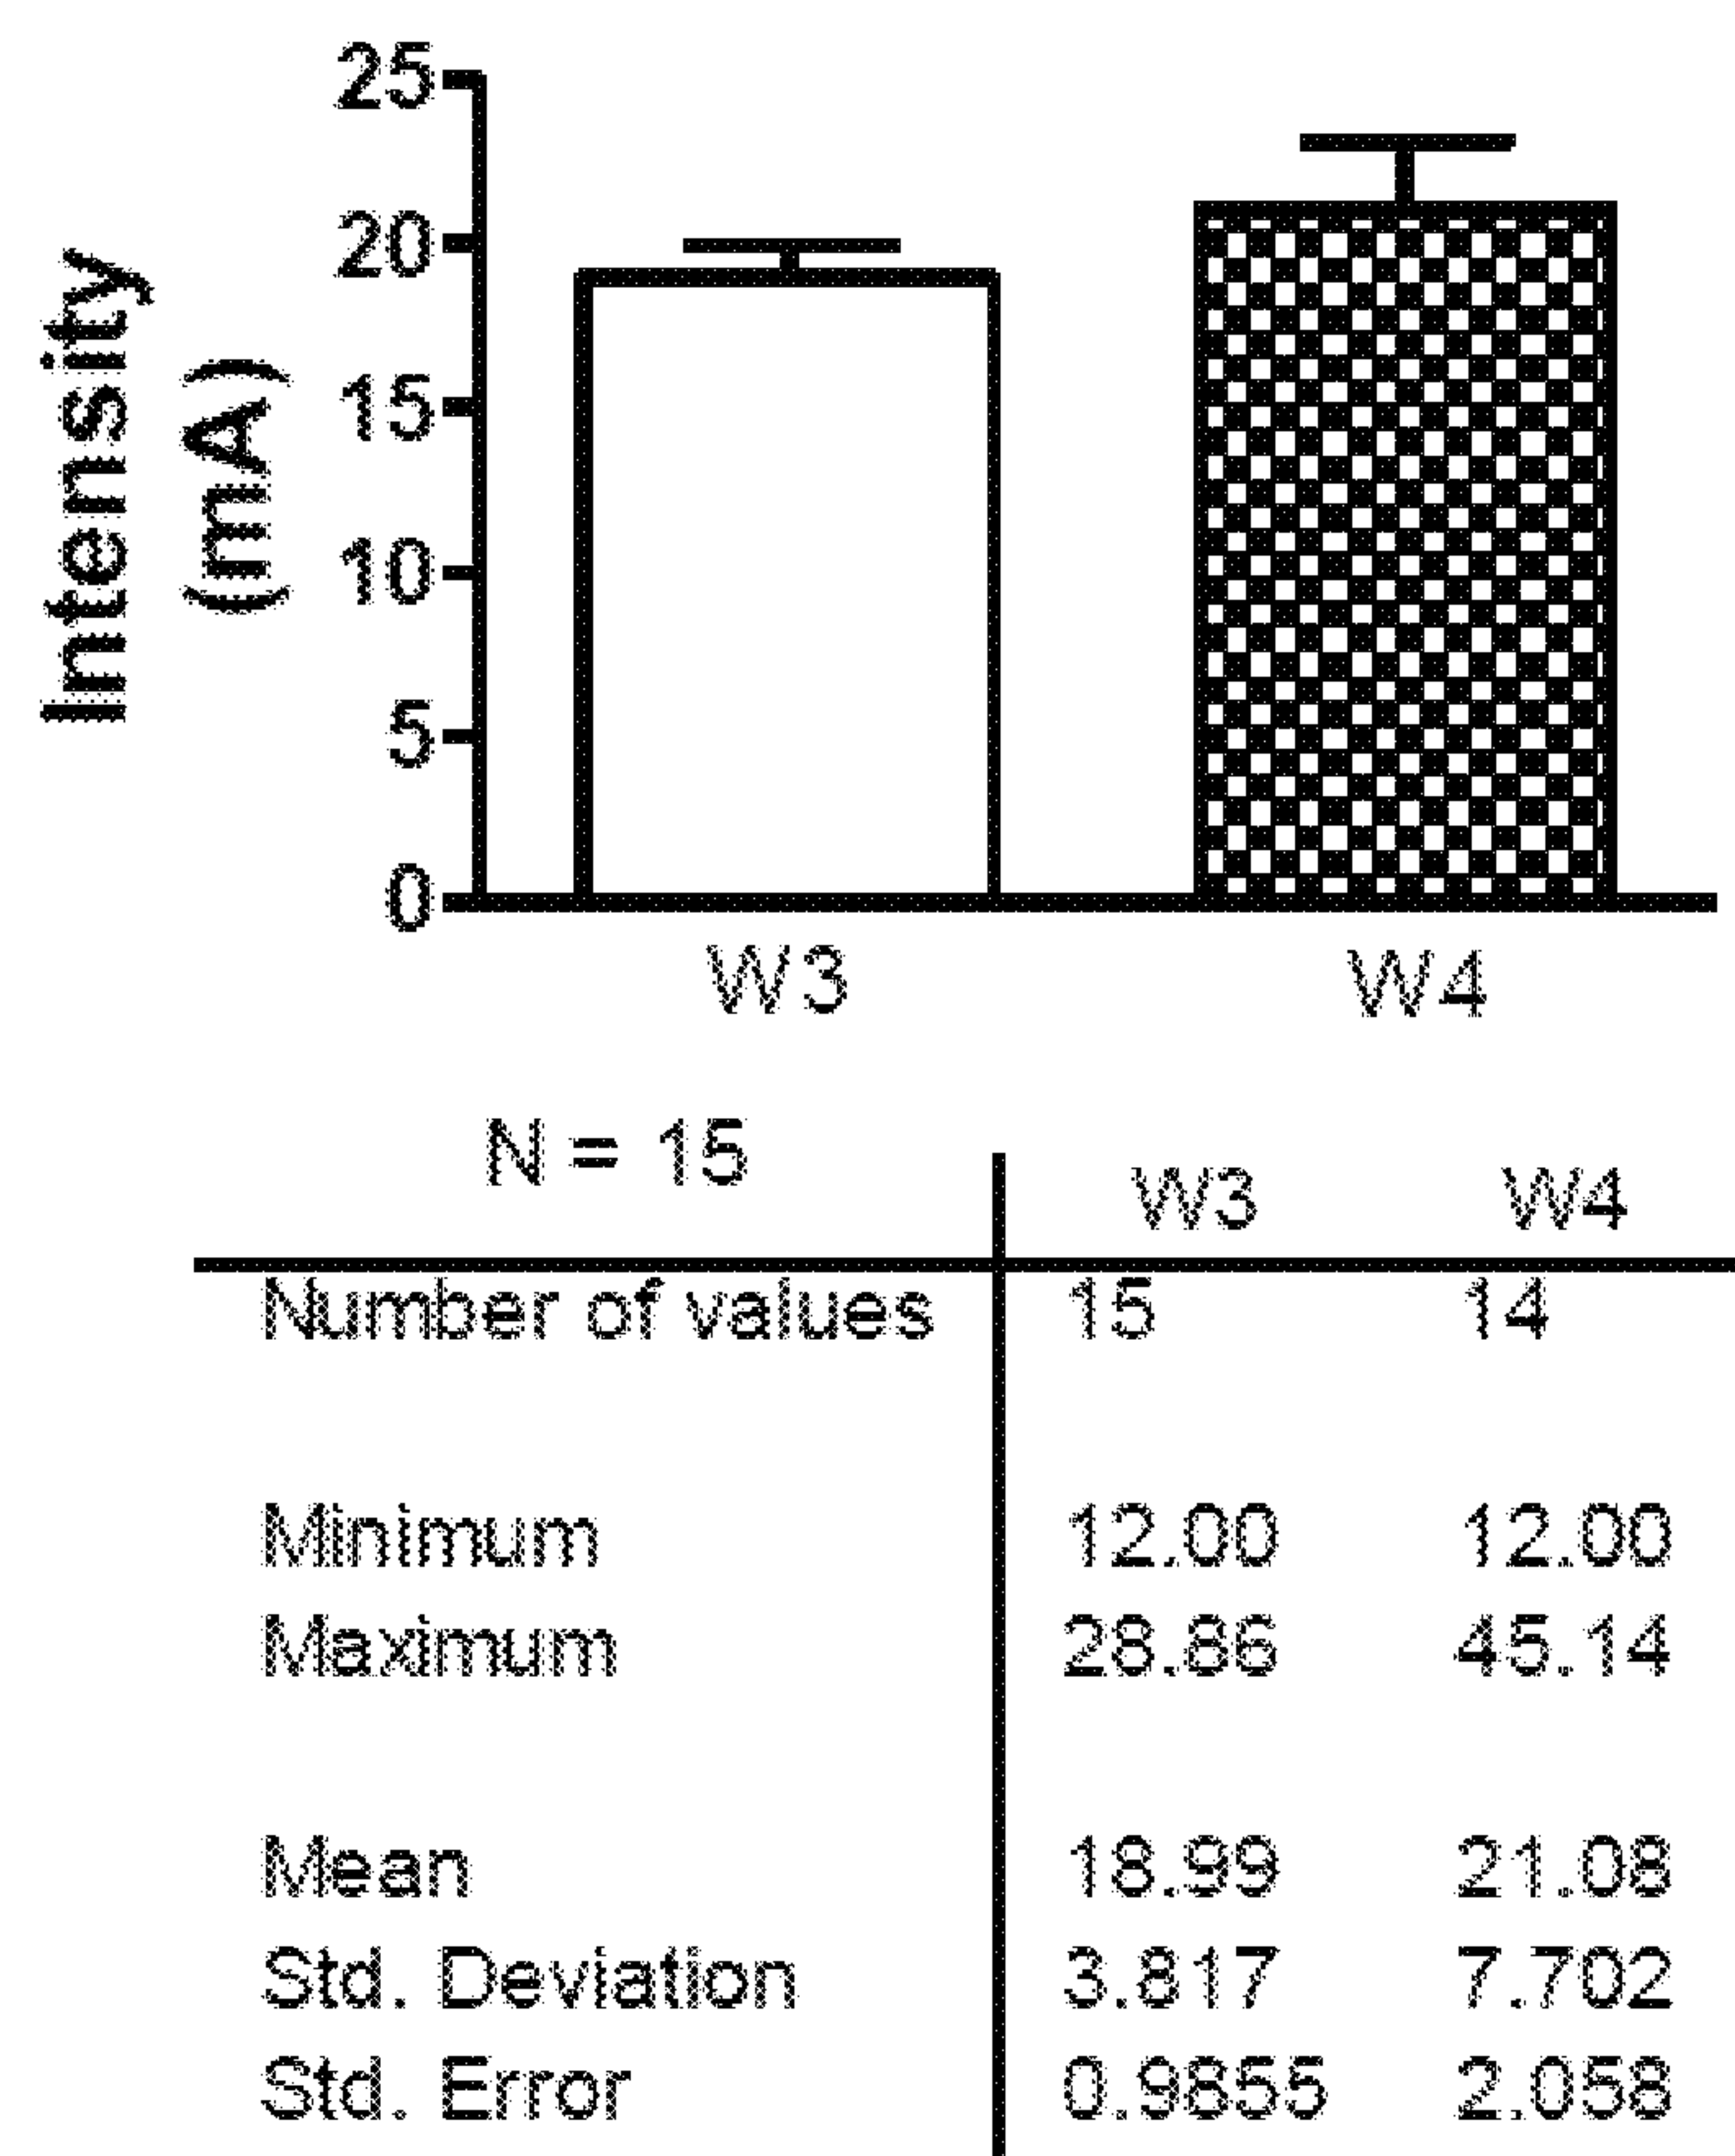 Intensity
(mA)
25
20
15
10
5
0
W3 W4
N = 15
W3 W4
Number of values 15 14
Minimum 12.00 12.00
Maximum 28.86 45.14
Mean 18.99 21.08
Std. Deviation 3.817 7.702
Std. Error 0.9855 2.058